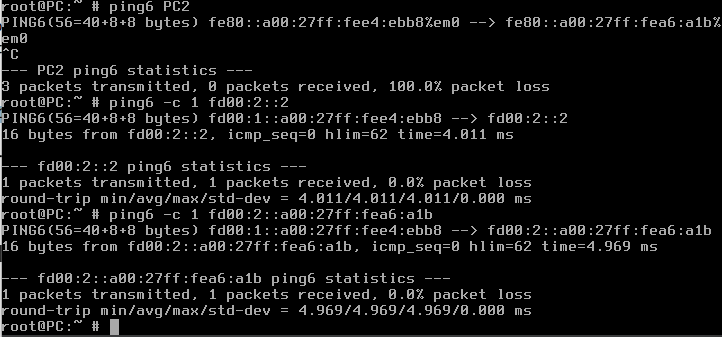 root@PC:~ # ping6 PC2
PING6(56=40+8+8 bytes) fe80::a00:27ff:fee4:ebb8%em0 --> fe80::a00:27ff:fea6:a1b%
em0
^C
--- PC2 ping6 statistics ---
3 packets transmitted, 0 packets received, 100.0% packet loss
root@PC:~ # ping6 -c 1 fd00:2::2
PING6(56=40+8+8 bytes) fd00:1::a00:27ff:fee4:ebb8 --> fd00:2::2
16 bytes from fd00:2::2, icmp_seq=0 hlim=62 time=4.011 ms

--- fd00:2::2 ping6 statistics ---
1 packets transmitted, 1 packets received, 0.0% packet loss
round-trip min/avg/max/std-dev = 4.011/4.011/4.011/0.000 ms
root@PC:~ # ping6 -c 1 fd00:2::a00:27ff:fea6:a1b
PING6(56=40+8+8 bytes) fd00:1::a00:27ff:fee4:ebb8 --> fd00:2::a00:27ff:fea6:a1b
16 bytes from fd00:2::a00:27ff:fea6:a1b, icmp_seq=0 hlim=62 time=4.969 ms

--- fd00:2::a00:27ff:fea6:a1b ping6 statistics ---
1 packets transmitted, 1 packets received, 0.0% packet loss
round-trip min/avg/max/std-dev = 4.969/4.969/4.969/0.000 ms
root@PC:~ #